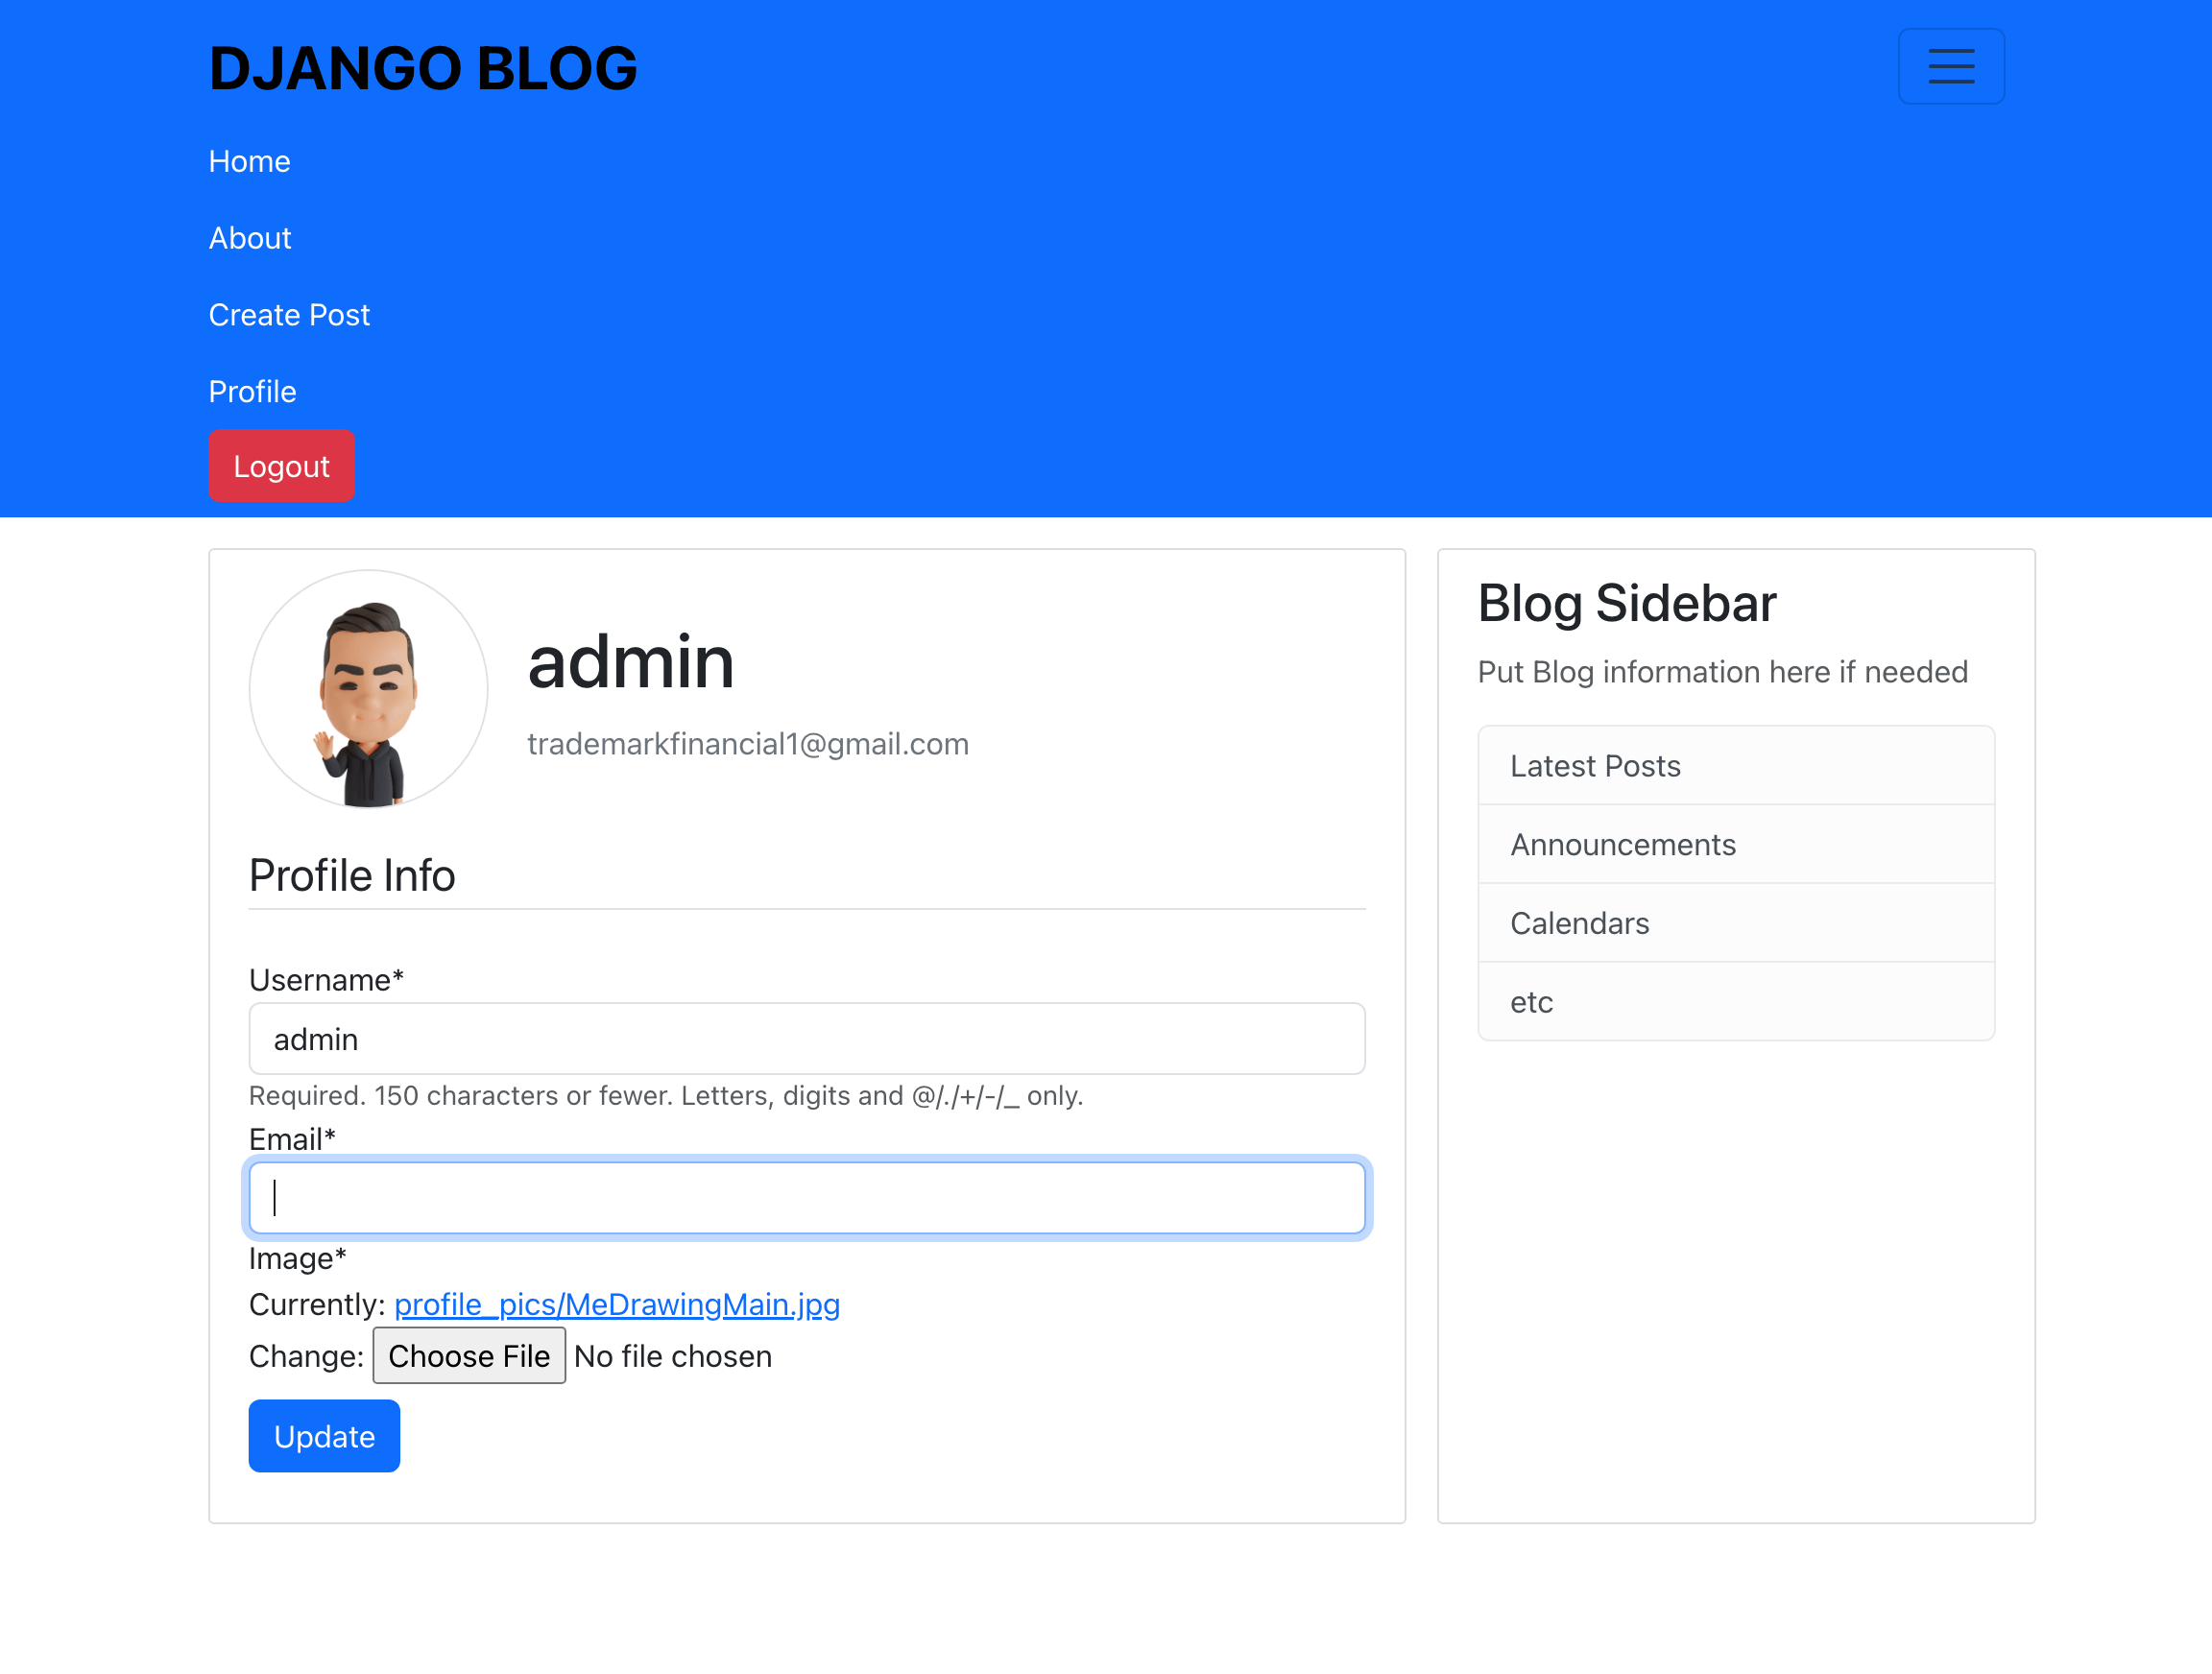 DJANGO BLOG
Home
About
Create Post
Profile
Logout
admin
trademarkfinancial1@gmail.com
Profile Info
Username*
admin
Required. 150 characters or fewer. Letters, digits and @/./+/-/_ only.
Email*
Image*
Currently: profile_pics/MeDrawingMain.jpg
Change: Choose File No file chosen
Update
Blog Sidebar
Put Blog information here if needed
Latest Posts
Announcements
Calendars
etc